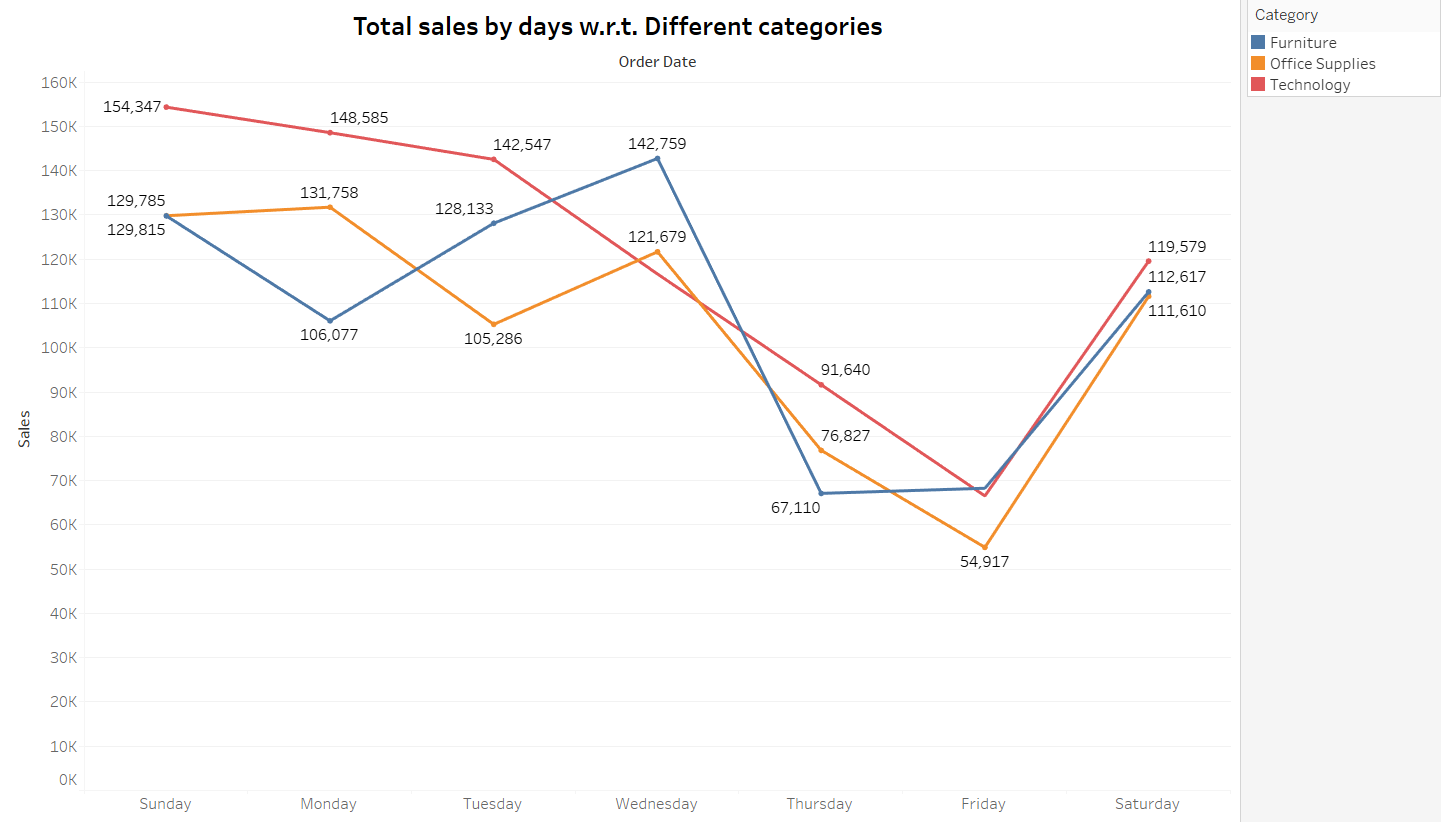 Total sales by days w.r.t. Different categories
Order Date
Category
Furniture
Office Supplies
Technology
Sales
160K
150K
140K
130K
120K
110K
100K
90K
80K
70K
60K
50K
40K
30K
20K
10K
0K
154,347
148,585
142,547
142,759
129,785
129,815
131,758
128,133
121,679
106,077
105,286
91,640
76,827
67,110
54,917
119,579
112,617
111,610
Sunday
Monday
Tuesday
Wednesday
Thursday
Friday
Saturday